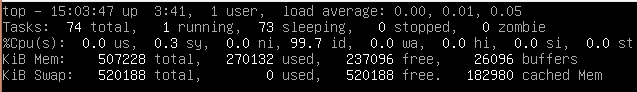 top - 15:03:47 up  3:41,  1 user,  load average: 0.00, 0.01, 0.05
Tasks:  74 total,   1 running,  73 sleeping,   0 stopped,   0 zombie
%Cpu(s):  0.0 us,  0.3 sy,  0.0 ni, 99.7 id,  0.0 wa,  0.0 hi,  0.0 si,  0.0 st
KiB Mem:    507228 total,   270132 used,   237096 free,    26096 buffers
KiB Swap:   520188 total,        0 used,   520188 free.   182980 cached Mem